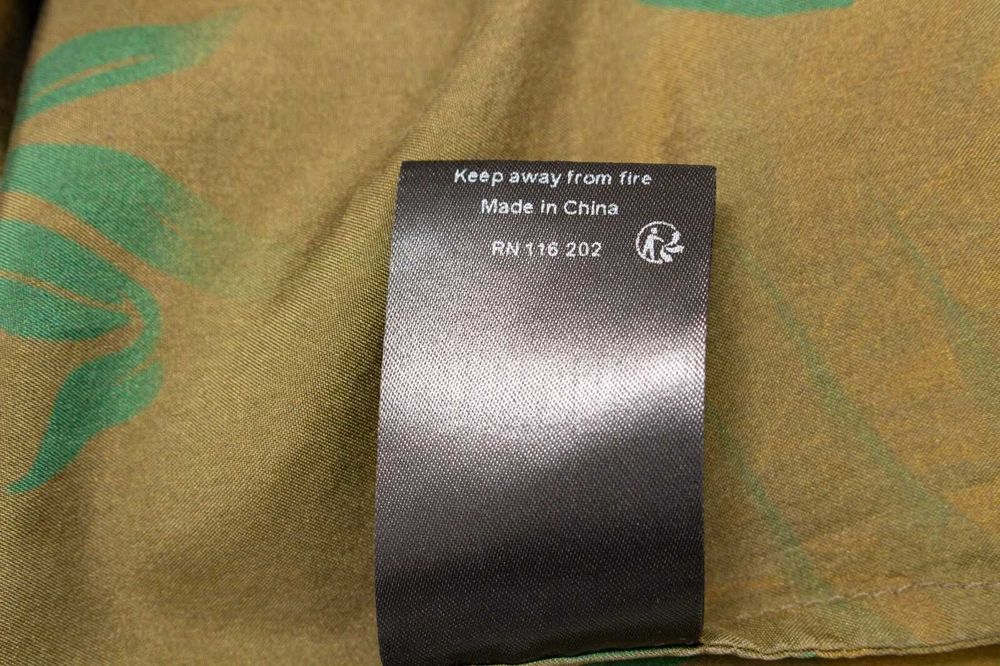 Keep away from fire
Made in China
RN 116 202